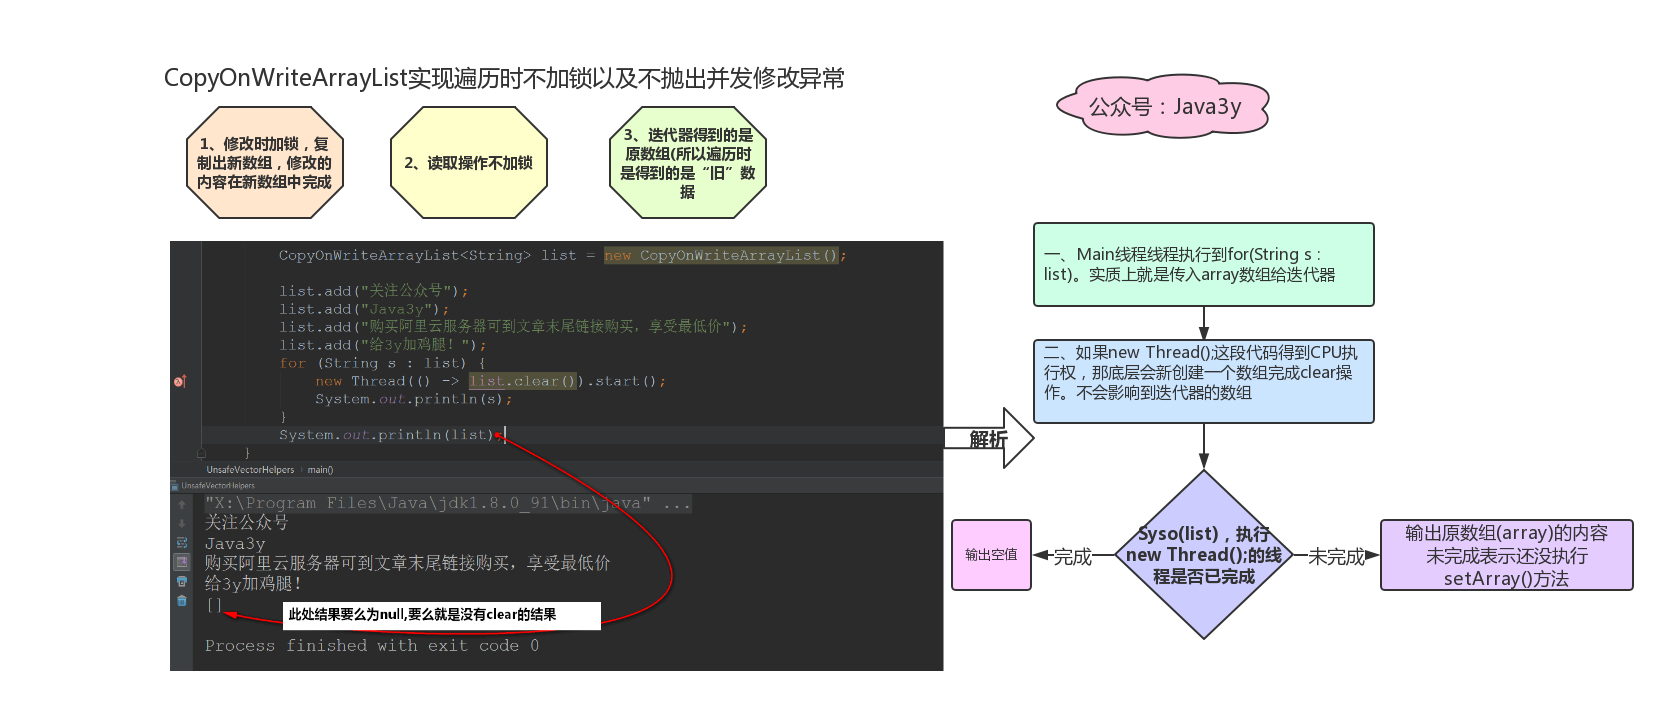 CopyOnWriteArrayList实现遍历时不加锁以及不抛出并发修改异常
公众号：Java3y
1、修改时加锁，复
制出新数组，修改的
内容在新数组中完成
2、读取操作不加锁
3、迭代器得到的是
原数组(所以遍历时
是得到的是“旧”数
据
CopyOnWriteArrayList<String> list = new CopyOnWriteArrayList();
list.add("关注公众号");
list.add("Java3y");
list.add("购买阿里云服务器可到文章末尾链接购买，享受最低价");
list.add("给3y加鸡腿！");
for (String s : list) {
new Thread(() -> list.clear()).start();
System.out.println(s);
}
System.out.println(list);
}
UnsafeVectorHelpers › main()
UnsafeVectorHelpers
"X:\Program Files\Java\jdk1.8.0_91\bin\java" ...
关注公众号
Java3y
购买阿里云服务器可到文章末尾链接购买，享受最低价
给3y加鸡腿！
[]
此处结果要么为null,要么就是没有clear的结果
Process finished with exit code 0
解析
一、Main线程线程执行到for(String s :
list)。实质上就是传入array数组给迭代器
二、如果new Thread();这段代码得到CPU执
行权，那底层会新创建一个数组完成clear操
作。不会影响到迭代器的数组
Syso(list)，执行
new Thread();的线
程是否已完成
完成
输出空值
未完成
输出原数组(array)的内容
未完成表示还没执行
setArray()方法